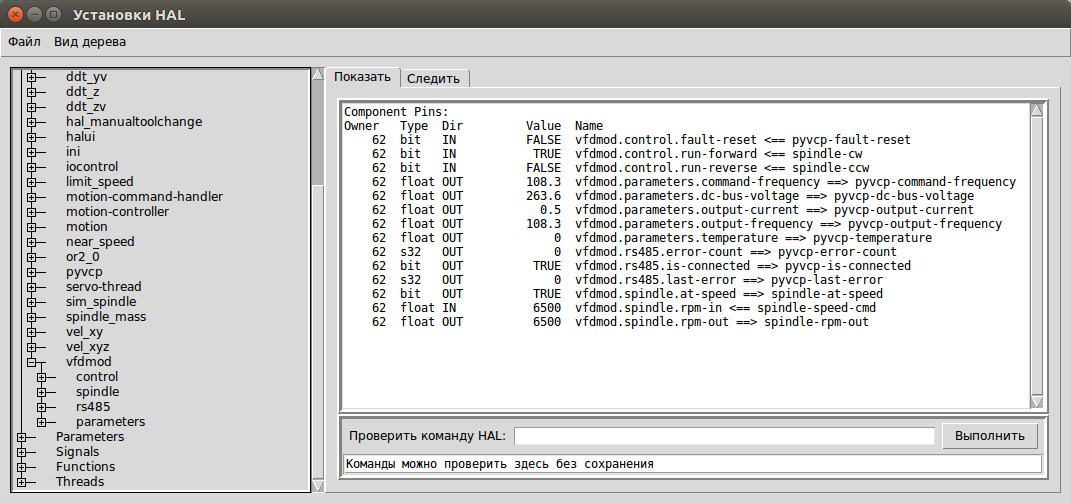 Установки HAL
Файл Вид дерева
ddt_yv
ddt_z
ddt_zv
hal_manualtoolchange
halui
ini
iocontrol
limit_speed
motion-command-handler
motion-controller
motion
near_speed
or2_0
pyvcp
servo-thread
sim_spindle
spindle_mass
vel_xy
vel_xyz
vfdmod
control
spindle
rs485
parameters
Parameters
Signals
Functions
Threads
Показать Следить
Component Pins:
Owner Type Dir Value Name
62 bit IN FALSE vfdmod.control.fault-reset <== pyvcp-fault-reset
62 bit IN TRUE vfdmod.control.run-forward <== spindle-cw
62 bit IN FALSE vfdmod.control.run-reverse <== spindle-ccw
62 float OUT 108.3 vfdmod.parameters.command-frequency ==> pyvcp-command-frequency
62 float OUT 263.6 vfdmod.parameters.dc-bus-voltage ==> pyvcp-dc-bus-voltage
62 float OUT 0.5 vfdmod.parameters.output-current ==> pyvcp-output-current
62 float OUT 108.3 vfdmod.parameters.output-frequency ==> pyvcp-output-frequency
62 float OUT 0 vfdmod.parameters.temperature ==> pyvcp-temperature
62 s32 OUT 0 vfdmod.rs485.error-count ==> pyvcp-error-count
62 bit OUT TRUE vfdmod.rs485.is-connected ==> pyvcp-is-connected
62 s32 OUT 0 vfdmod.rs485.last-error ==> pyvcp-last-error
62 bit OUT TRUE vfdmod.spindle.at-speed ==> spindle-at-speed
62 float IN 6500 vfdmod.spindle.rpm-in <== spindle-speed-cmd
62 float OUT 6500 vfdmod.spindle.rpm-out ==> spindle-rpm-out
Проверить команду HAL: Выполнить
Команды можно проверить здесь без сохранения